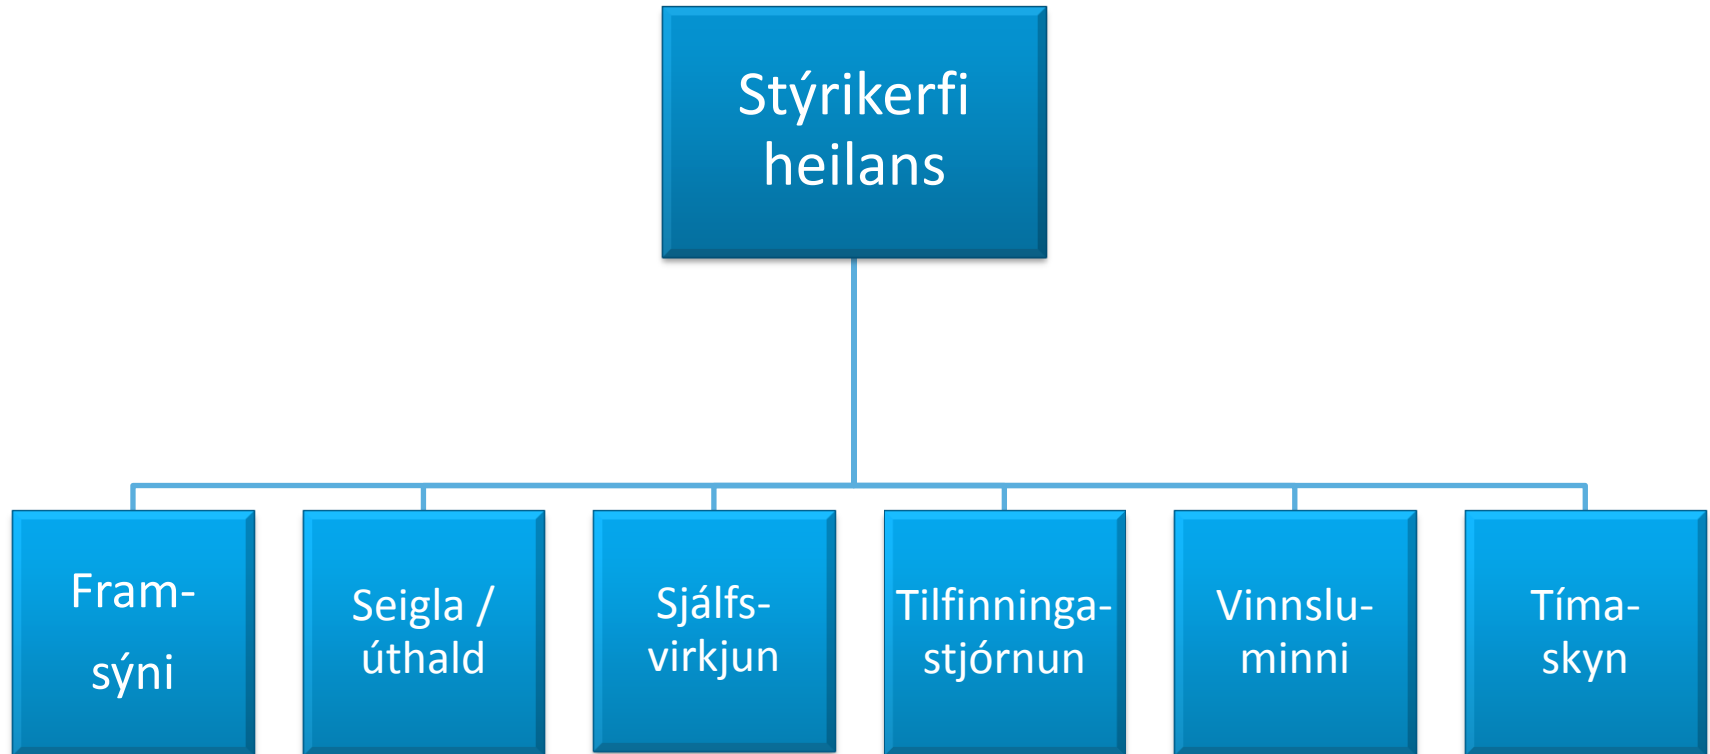 Stýrikerfi
heilans
Fram-
sýni
Seigla /
úthald
Sjálfs-
virkjun
Tilfinninga-
stjórnun
Vinnslu-
minni
Tíma-
skyn